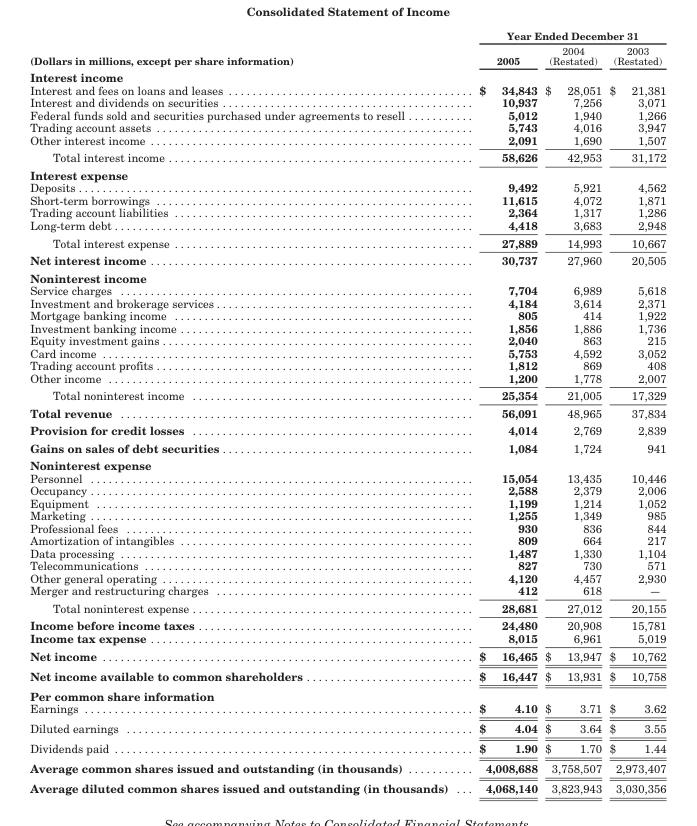 Consolidated Statement of Income
Year Ended December 31
(Dollars in millions, except per share information) 2005 2004 (Restated) 2003 (Restated)
Interest income
Interest and fees on loans and leases $ 34,843 $ 28,051 $ 21,381
Interest and dividends on securities 10,937 7,256 3,071
Federal funds sold and securities purchased under agreements to resell 5,012 1,940 1,266
Trading account assets 5,743 4,016 3,947
Other interest income 2,091 1,690 1,507
Total interest income 58,626 42,953 31,172
Interest expense
Deposits 9,492 5,921 4,562
Short-term borrowings 11,615 4,072 1,871
Trading account liabilities 2,364 1,317 1,286
Long-term debt 4,418 3,683 2,948
Total interest expense 27,889 14,993 10,667
Net interest income 30,737 27,960 20,505
Noninterest income
Service charges 7,704 6,989 5,618
Investment and brokerage services 4,184 3,614 2,371
Mortgage banking income 805 414 1,922
Investment banking income 1,856 1,886 1,736
Equity investment gains 2,040 863 215
Card income 5,753 4,592 3,052
Trading account profits 1,812 869 408
Other income 1,200 1,778 2,007
Total noninterest income 25,354 21,005 17,329
Total revenue 56,091 48,965 37,834
Provision for credit losses 4,014 2,769 2,839
Gains on sales of debt securities 1,084 1,724 941
Noninterest expense
Personnel 15,054 13,435 10,446
Occupancy 2,588 2,379 2,006
Equipment 1,199 1,214 1,052
Marketing 1,255 1,349 985
Professional fees 930 836 844
Amortization of intangibles 809 664 217
Data processing 1,487 1,330 1,104
Telecommunications 827 730 571
Other general operating 4,120 4,457 2,930
Merger and restructuring charges 412 618 —
Total noninterest expense 28,681 27,012 20,155
Income before income taxes 24,480 20,908 15,781
Income tax expense 8,015 6,961 5,019
Net income $ 16,465 $ 13,947 $ 10,762
Net income available to common shareholders $ 16,447 $ 13,931 $ 10,758
Per common share information
Earnings $ 4.10 $ 3.71 $ 3.62
Diluted earnings $ 4.04 $ 3.64 $ 3.55
Dividends paid $ 1.90 $ 1.70 $ 1.44
Average common shares issued and outstanding (in thousands) 4,008,688 3,758,507 2,973,407
Average diluted common shares issued and outstanding (in thousands) 4,068,140 3,823,943 3,030,356
See accompanying Notes to Consolidated Financial Statements